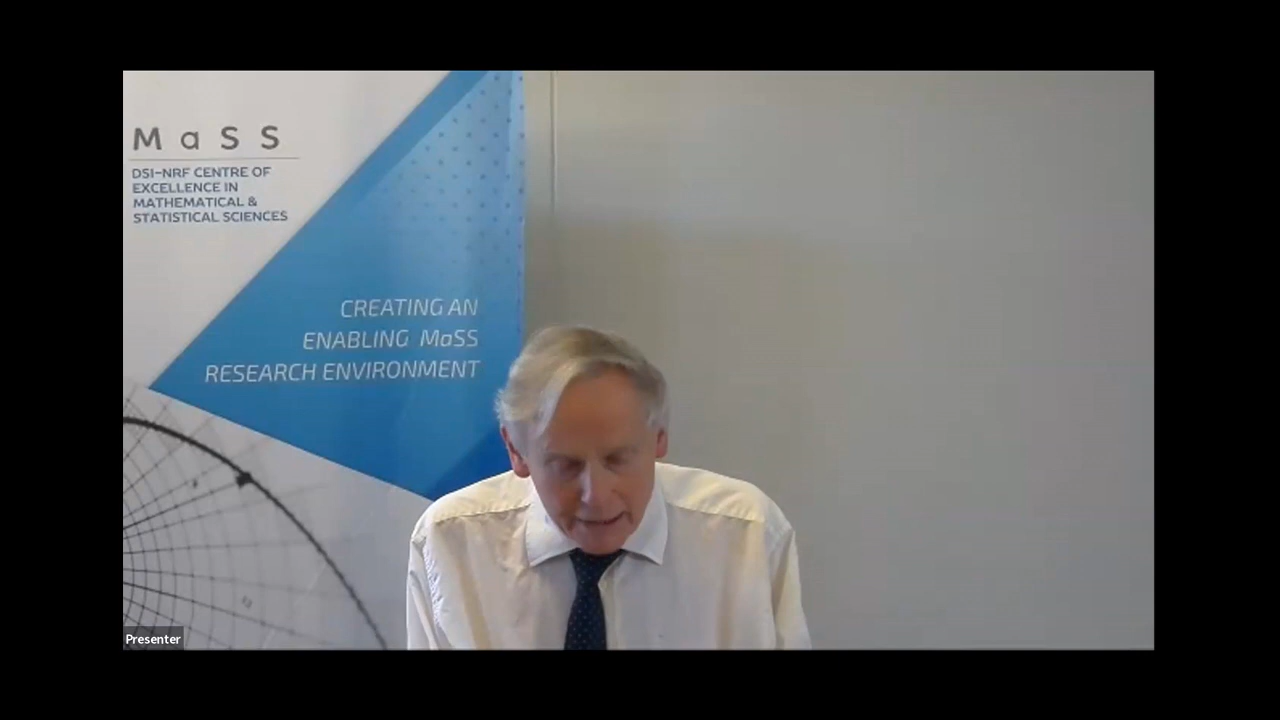 MaSS
DSI-NRF CENTRE OF
EXCELLENCE IN
MATHEMATICAL &
STATISTICAL SCIENCES
CREATING AN
ENABLING MaSS
RESEARCH ENVIRONMENT
Presenter